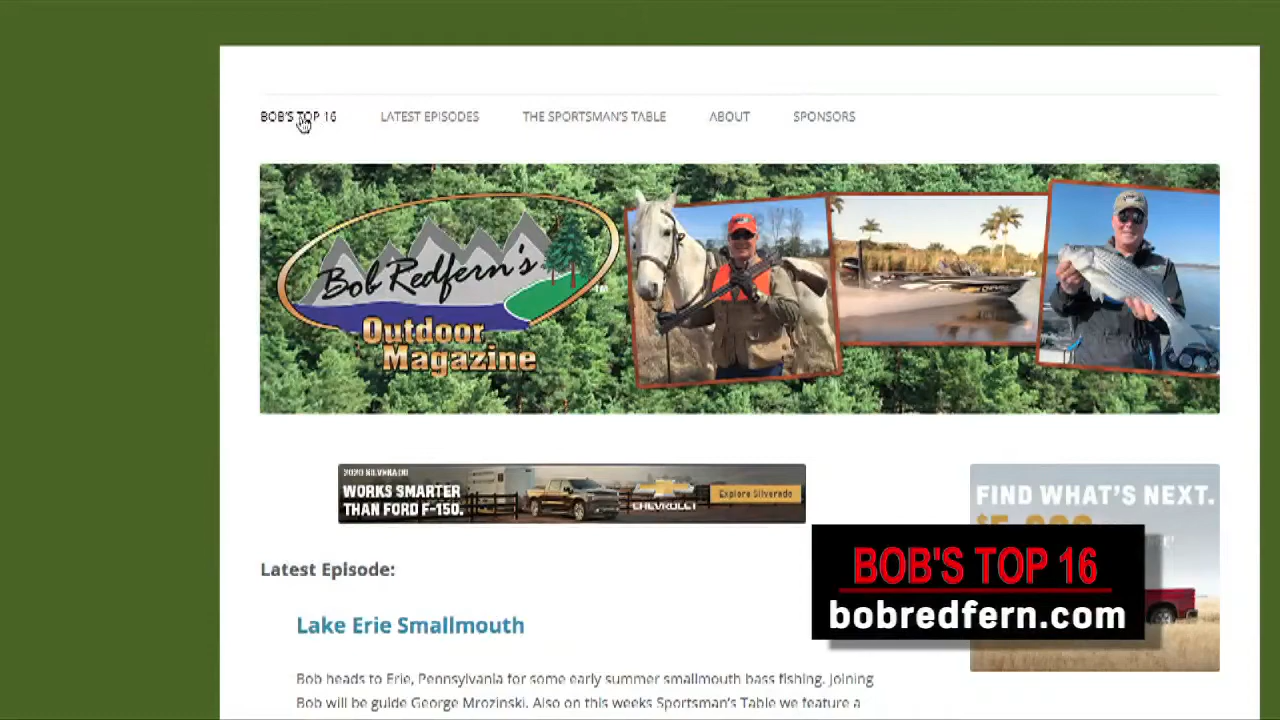 BOB'S TOP 16 LATEST EPISODES THE SPORTSMAN'S TABLE ABOUT SPONSORS
Bob Redfern's
TM
Outdoor
Magazine
2020 SILVERADO
WORKS SMARTER
THAN FORD F-150.
CHEVROLET
Explore Silverado
FIND WHAT'S NEXT.
BOB'S TOP 16
bobredfern.com
Latest Episode:
Lake Erie Smallmouth
Bob heads to Erie, Pennsylvania for some early summer smallmouth bass fishing. Joining
Bob will be guide George Mrozinski. Also on this weeks Sportsman's Table we feature a